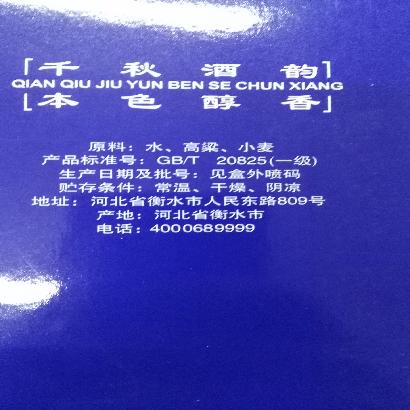 「千秋酒韵」
QIAN QIU JIU YUN BEN SE CHUN XIANG
「本色醇香」
原料：水、高粱、小麦
产品标准号：GB/T 20825(一级)
生产日期及批号：见盒外喷码
贮存条件：常温、干燥、阴凉
地址：河北省衡水市人民东路809号
产地：河北省衡水市
电话：4000689999